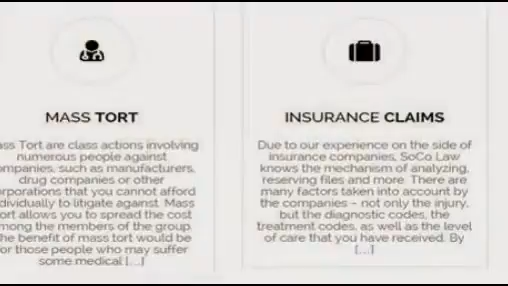 MASS TORT
ass Tort are class actions involving
numerous people against
ompanies, such as manufacturers,
drug companies or other
orporations that you cannot afford
dividually to litigate against. Mass
ort allows you to spread the cost
mong the members of the group.
he benefit of mass tort would be
or those people who may suffer
some medical [...]
INSURANCE CLAIMS
Due to our experience on the side of
insurance companies, SoCo Law
knows the mechanism of analyzing,
reserving files and more. There are
many factors taken into account by
the companies – not only the injury,
but the diagnostic codes, the
treatment codes, as well as the level
of care that you have received. By
[...]